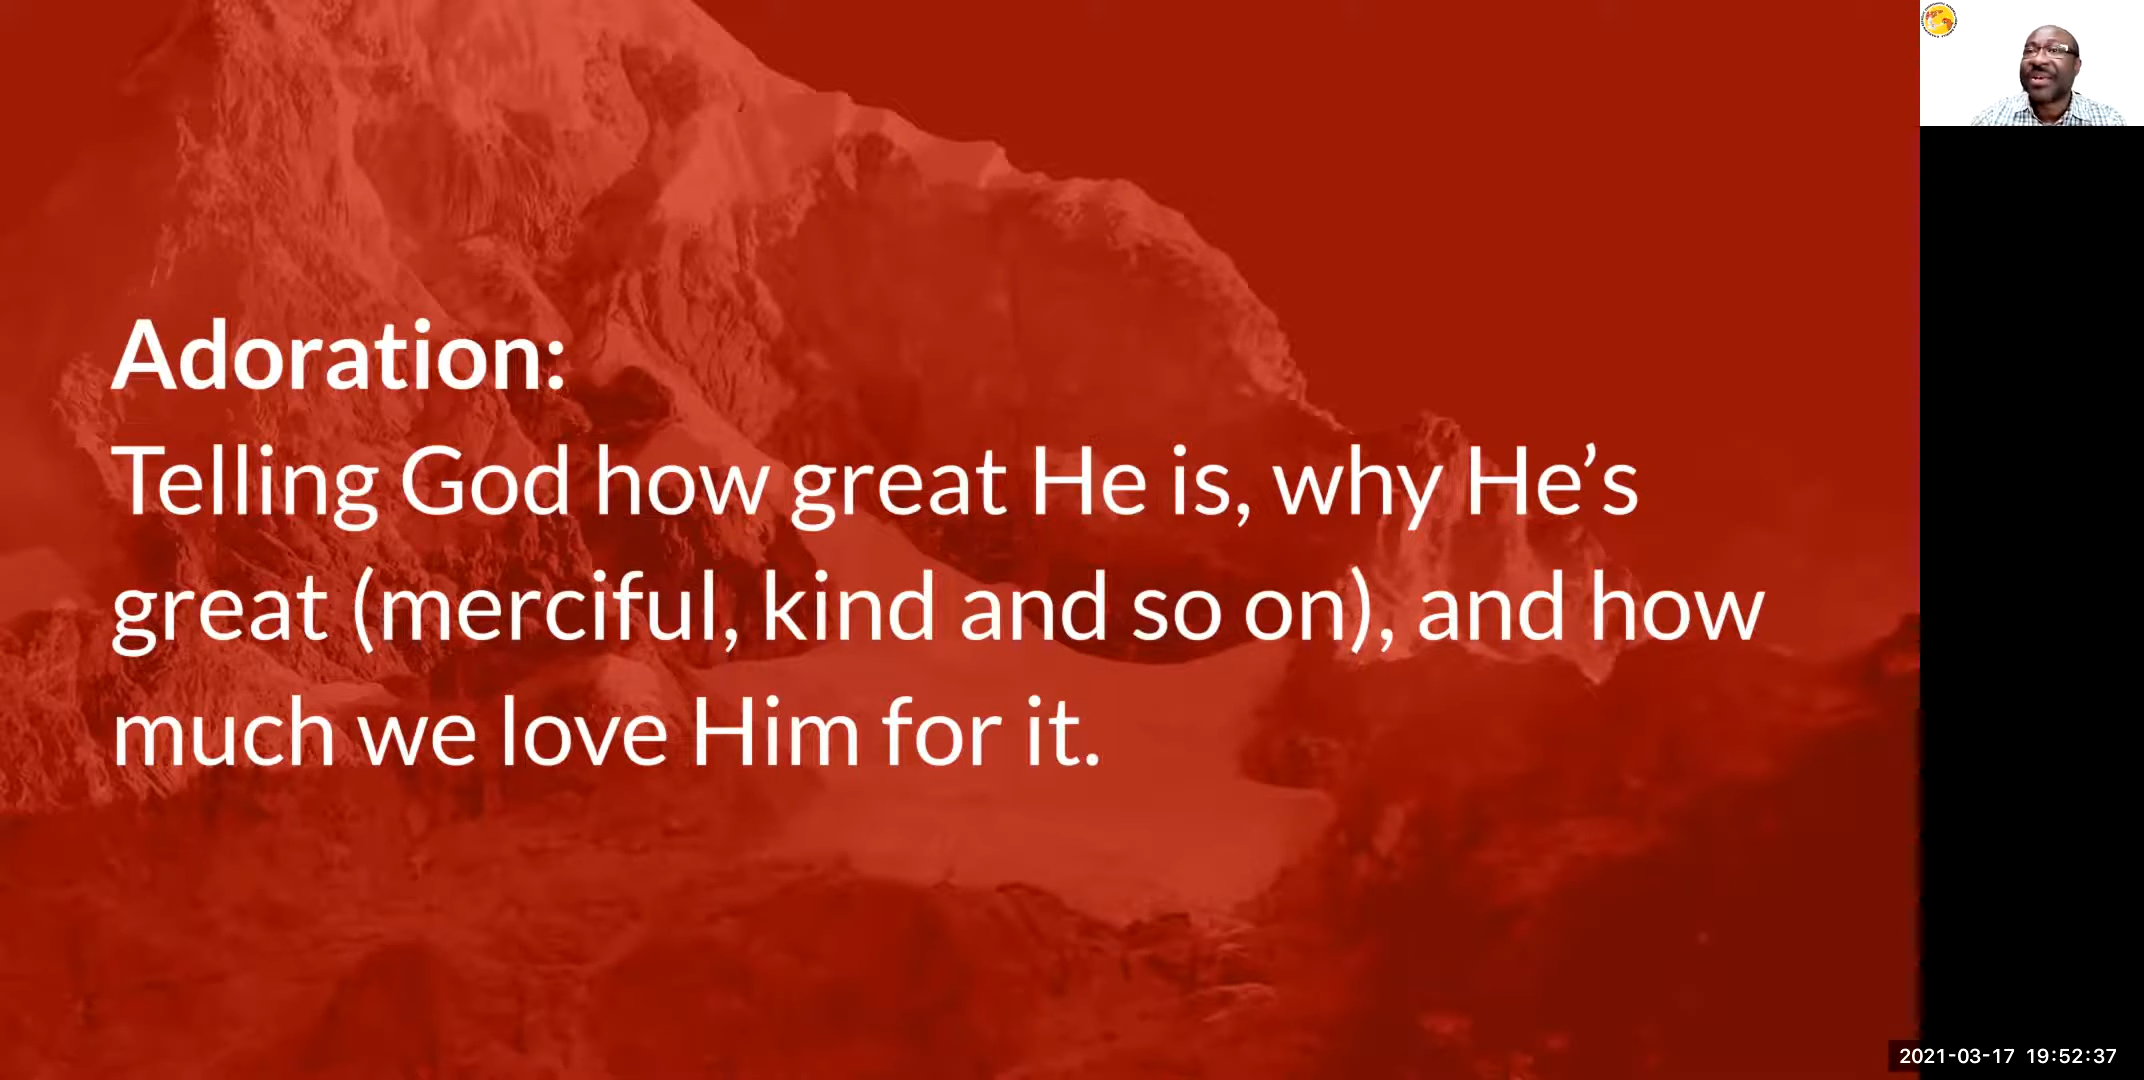 Adoration:
Telling God how great He is, why He’s
great (merciful, kind and so on), and how
much we love Him for it.
2021-03-17 19:52:37